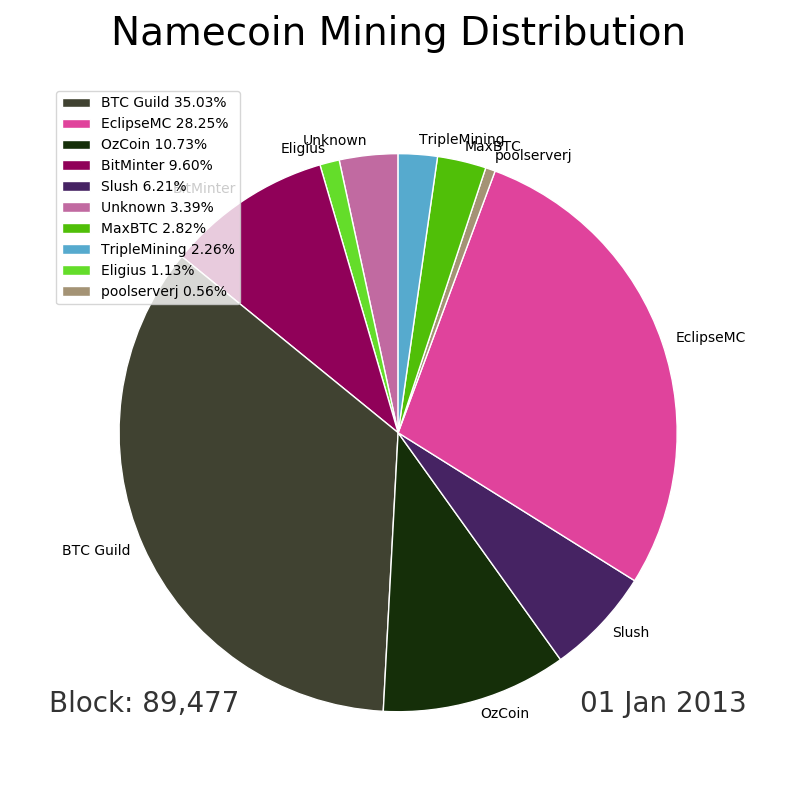 Namecoin Mining Distribution
BTC Guild 35.03%
EclipseMC 28.25%
OzCoin 10.73%
BitMinter 9.60%
Slush 6.21%
Unknown 3.39%
MaxBTC 2.82%
TripleMining 2.26%
Eligius 1.13%
poolserverj 0.56%
TripleMining
MaxBTC
poolserverj
Unknown
Eligius
BitMinter
EclipseMC
BTC Guild
Slush
OzCoin
Block: 89,477
01 Jan 2013